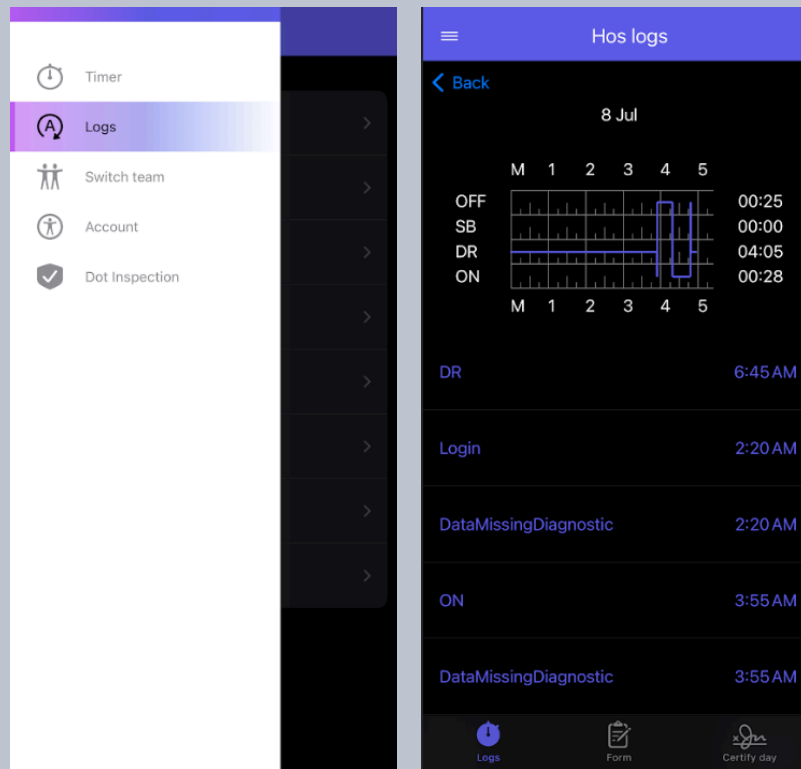 Timer
A
Logs
Switch team
Account
Dot Inspection
Hos logs
Back
8 Jul
M 1 2 3 4 5
OFF 00:25
SB 00:00
DR 04:05
ON 00:28
M 1 2 3 4 5
DR 6:45 AM
Login 2:20 AM
DataMissingDiagnostic 2:20 AM
ON 3:55 AM
DataMissingDiagnostic 3:55 AM
Logs Form Certify day